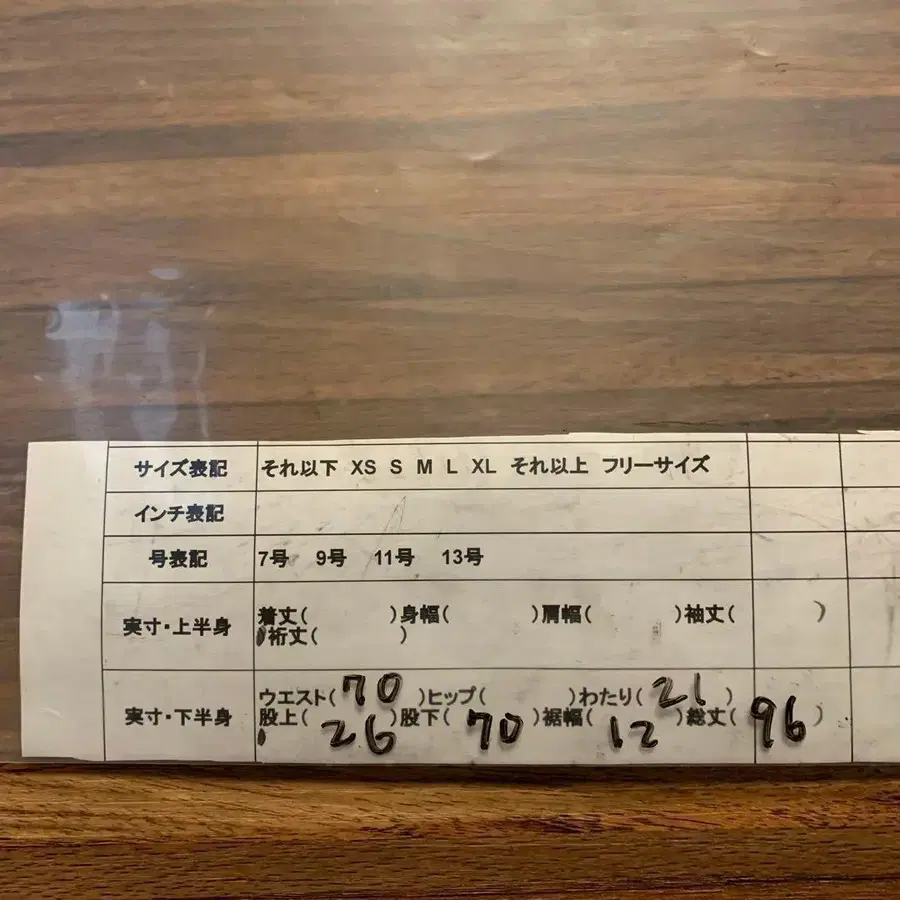 サイズ表記 それ以下 XS S M L XL それ以上 フリーサイズ
インチ表記
号表記 7号 9号 11号 13号
実寸・上半身 着丈( )身幅( )肩幅( )袖丈( )
裄丈( )
実寸・下半身 ウエスト(70)ヒップ( )わたり(21)
股上(26)股下(70)裾幅(12)総丈(96)